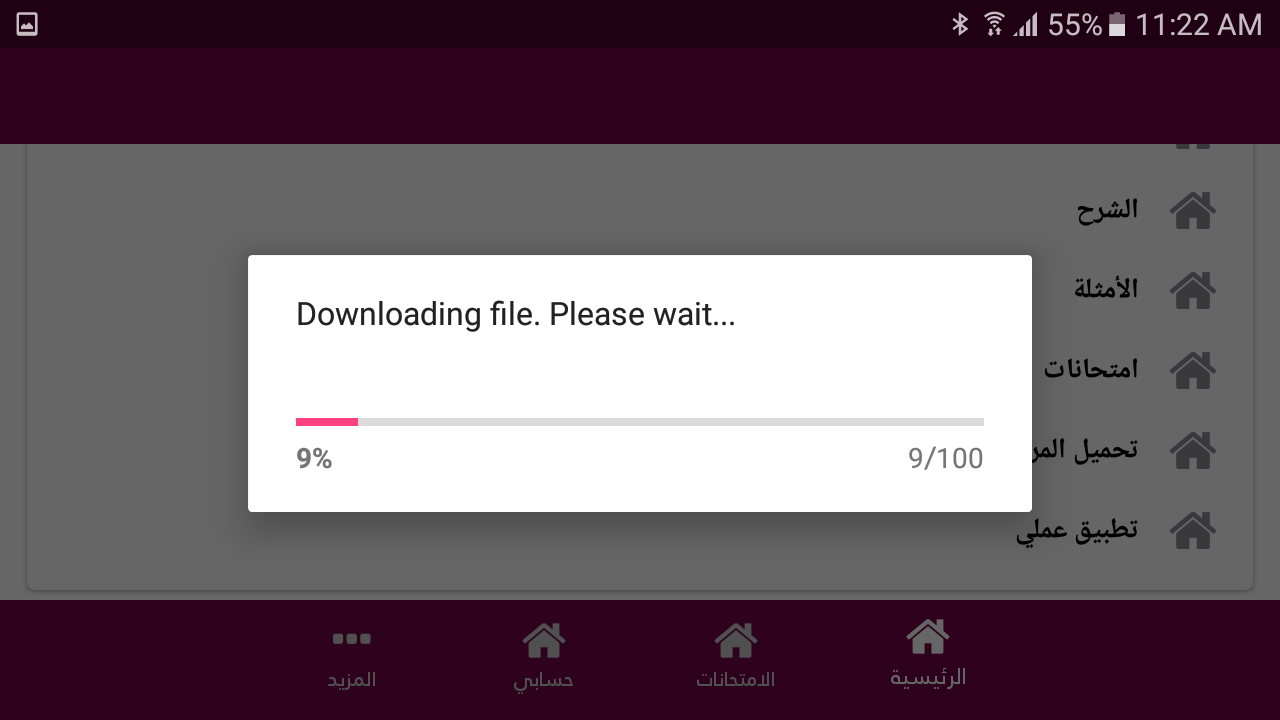 55% 11:22 AM
الشرح
الأمثلة
امتحانات
تحميل
تطبيق عملي
Downloading file. Please wait...
9% 9/100
الرئيسية
الامتحانات
حسابي
المزيد